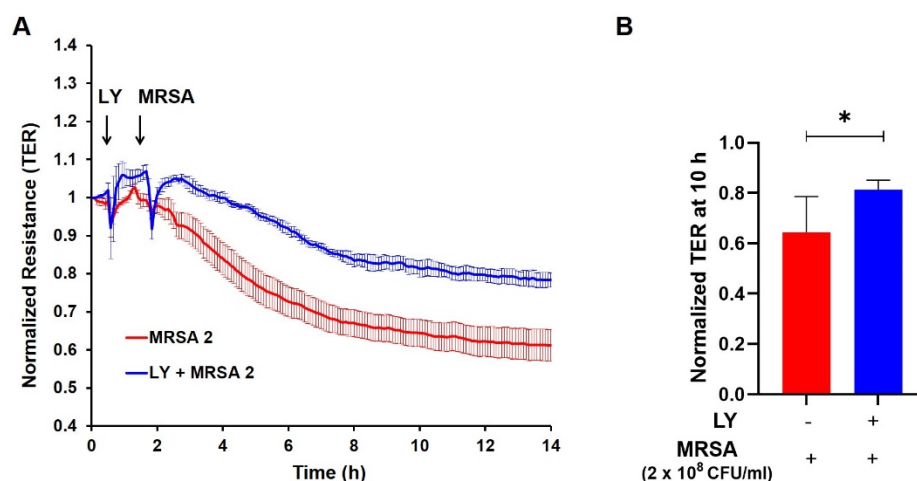 A
Normalized Resistance (TER)
1.4
1.3
1.2
1.1
1
0.9
0.8
0.7
0.6
0.5
0.4
LY MRSA
MRSA 2
LY + MRSA 2
0 2 4 6 8 10 12 14
Time (h)
B
Normalized TER at 10 h
*
1.0
0.8
0.6
0.4
0.2
0.0
LY - +
MRSA + +
(2 x 10⁸ CFU/ml)